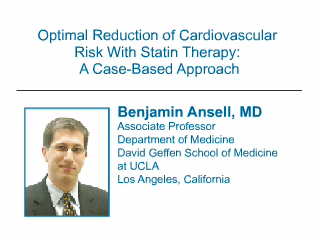 Optimal Reduction of Cardiovascular
Risk With Statin Therapy:
A Case-Based Approach
Benjamin Ansell, MD
Associate Professor
Department of Medicine
David Geffen School of Medicine
at UCLA
Los Angeles, California